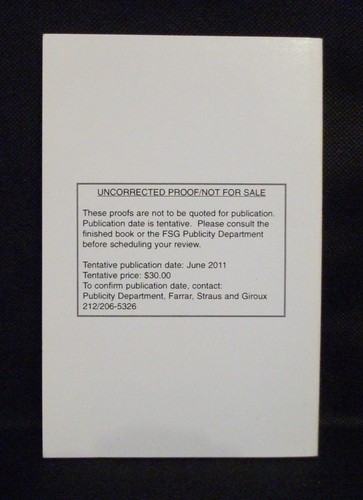 UNCORRECTED PROOF/NOT FOR SALE
These proofs are not to be quoted for publication.
Publication date is tentative. Please consult the
finished book or the FSG Publicity Department
before scheduling your review.
Tentative publication date: June 2011
Tentative price: $30.00
To confirm publication date, contact:
Publicity Department, Farrar, Straus and Giroux
212/206-5326